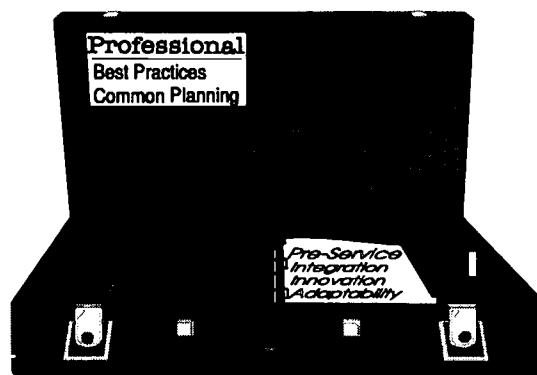 Professional
Best Practices
Common Planning
Pre-Service
Integration
Innovation
Adaptability